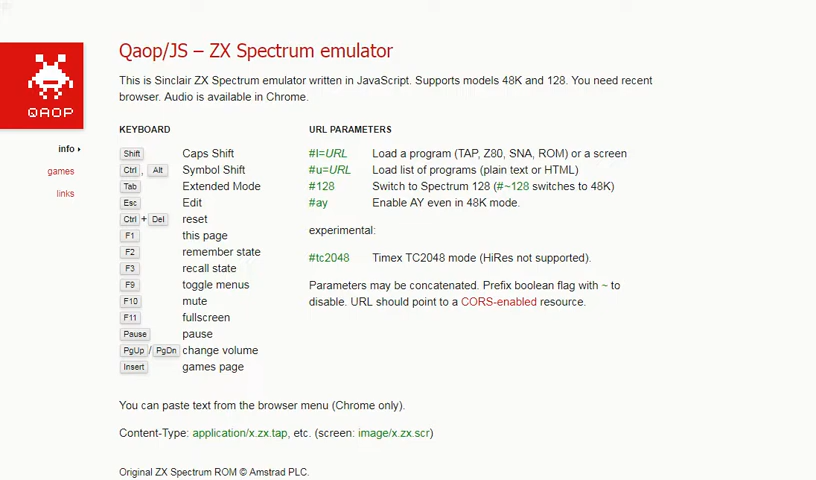 Qaop/JS – ZX Spectrum emulator
This is Sinclair ZX Spectrum emulator written in JavaScript. Supports models 48K and 128. You need recent
browser. Audio is available in Chrome.
QAOP
info
games
links
KEYBOARD
Shift Caps Shift
Ctrl , Alt Symbol Shift
Tab Extended Mode
Esc Edit
Ctrl + Del reset
F1 this page
F2 remember state
F3 recall state
F9 toggle menus
F10 mute
F11 fullscreen
Pause pause
PgUp / PgDn change volume
Insert games page
URL PARAMETERS
#l=URL Load a program (TAP, Z80, SNA, ROM) or a screen
#u=URL Load list of programs (plain text or HTML)
#128 Switch to Spectrum 128 (#~128 switches to 48K)
#ay Enable AY even in 48K mode.
experimental:
#tc2048 Timex TC2048 mode (HiRes not supported).
Parameters may be concatenated. Prefix boolean flag with ~ to
disable. URL should point to a CORS-enabled resource.
You can paste text from the browser menu (Chrome only).
Content-Type: application/x.zx.tap, etc. (screen: image/x.zx.scr)
Original ZX Spectrum ROM © Amstrad PLC.